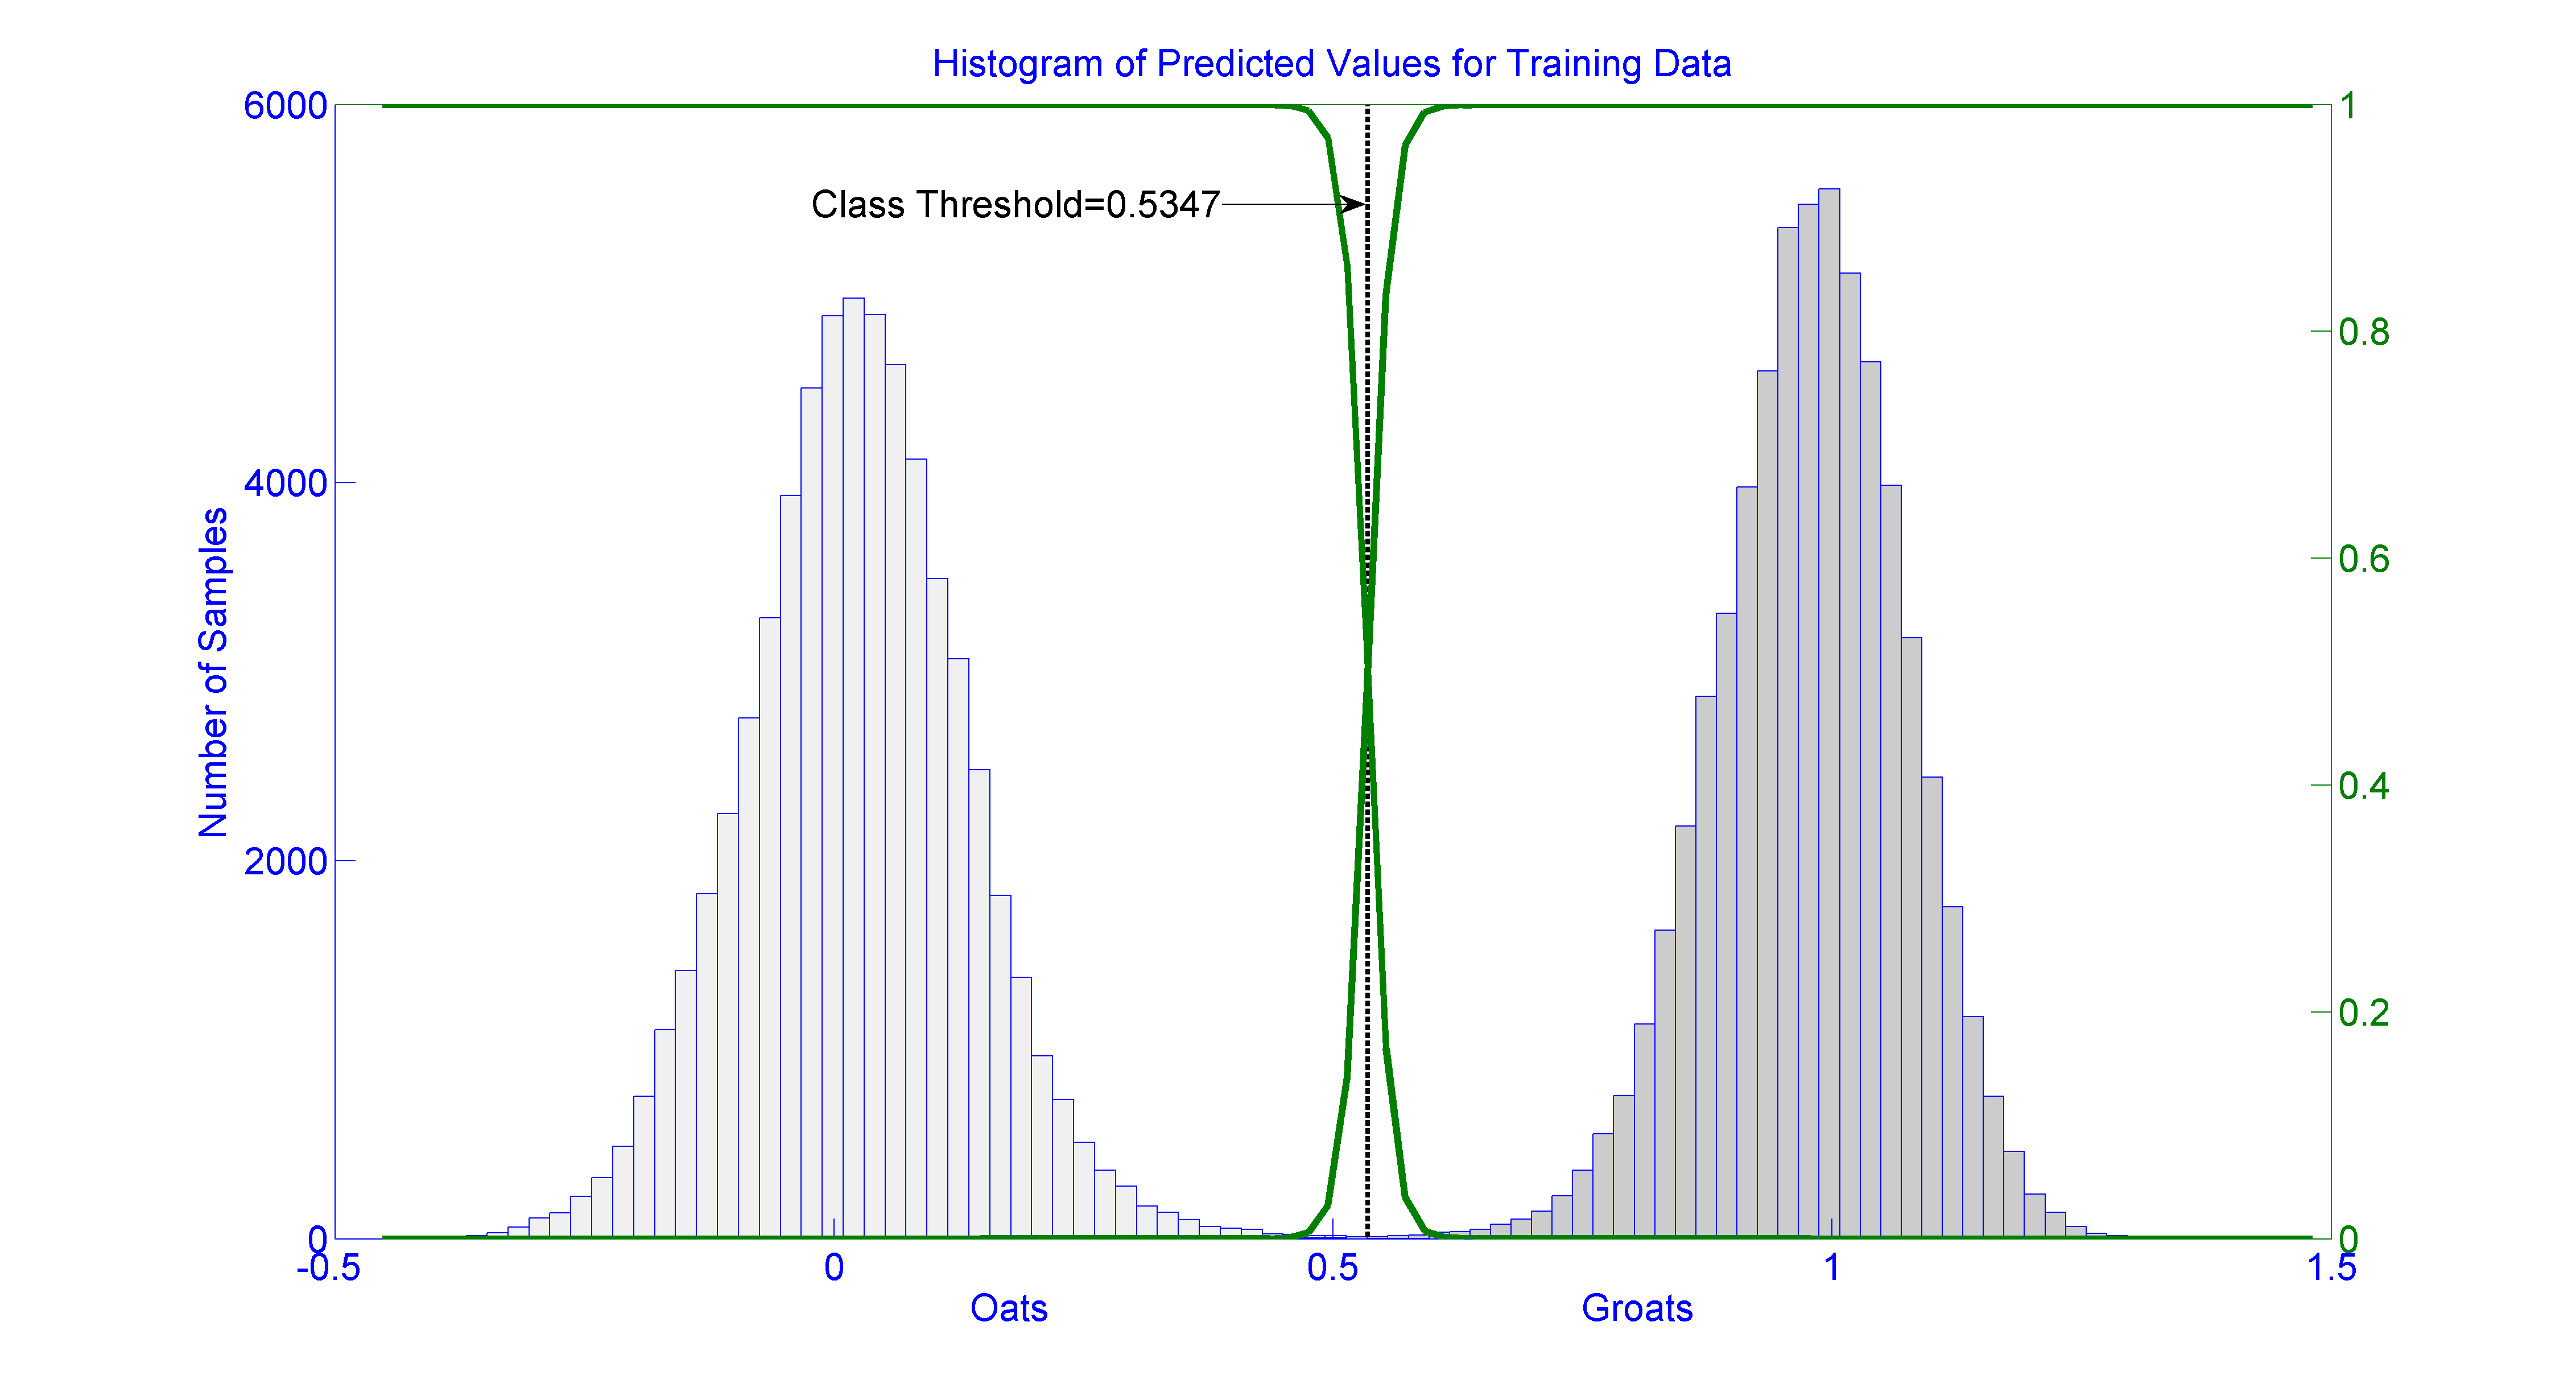 Histogram of Predicted Values for Training Data
6000
4000
2000
0
Number of Samples
Class Threshold=0.5347
1
0.8
0.6
0.4
0.2
0
-0.5 0 0.5 1 1.5
Oats Groats